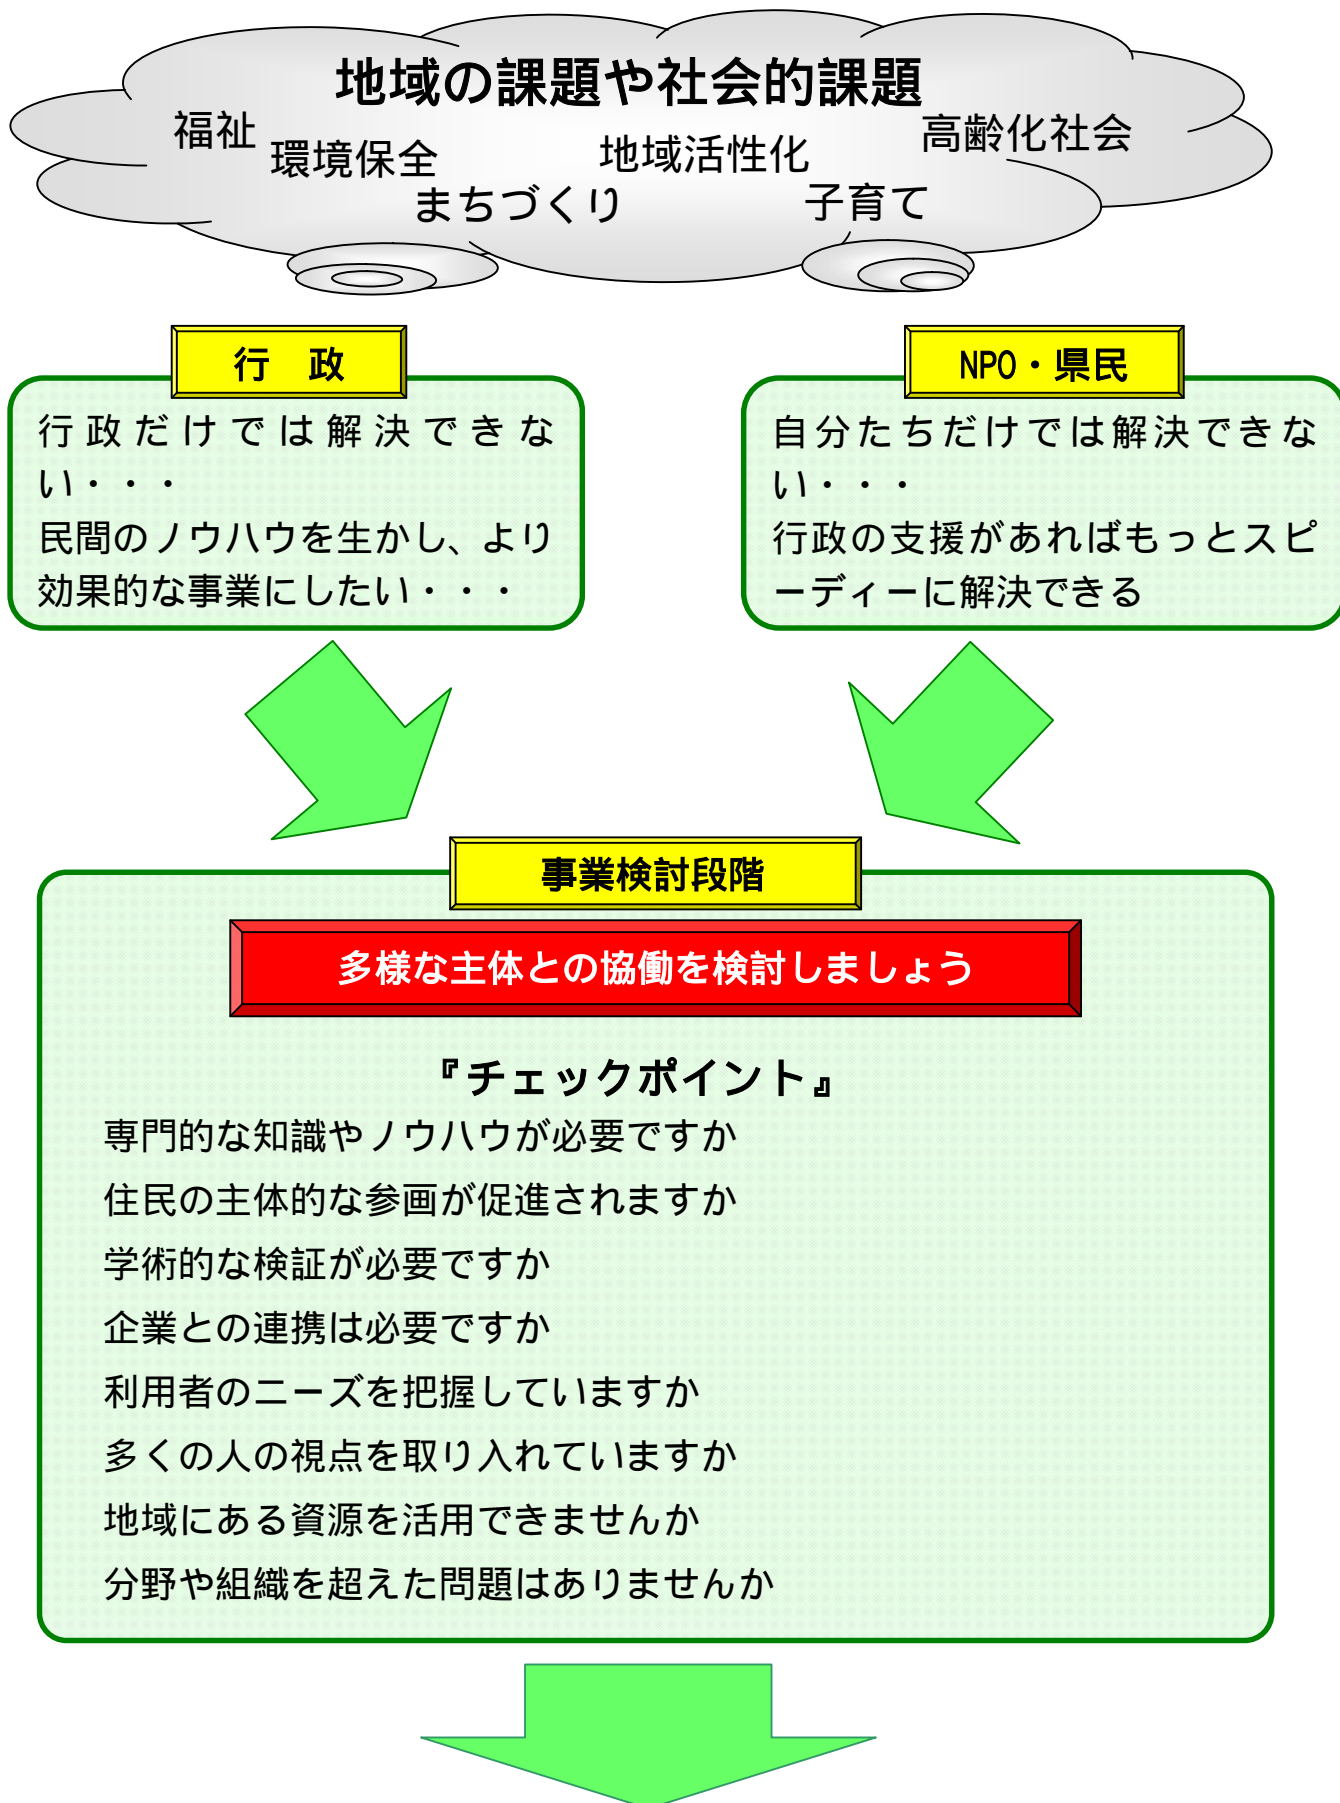 地域の課題や社会的課題
福祉
環境保全
地域活性化
高齢化社会
まちづくり
子育て
行　政
行政だけでは解決できな
い・・・
民間のノウハウを生かし、より
効果的な事業にしたい・・・
NPO・県民
自分たちだけでは解決できな
い・・・
行政の支援があればもっとスピ
ーディーに解決できる
事業検討段階
多様な主体との協働を検討しましょう
『チェックポイント』
専門的な知識やノウハウが必要ですか
住民の主体的な参画が促進されますか
学術的な検証が必要ですか
企業との連携は必要ですか
利用者のニーズを把握していますか
多くの人の視点を取り入れていますか
地域にある資源を活用できませんか
分野や組織を超えた問題はありませんか